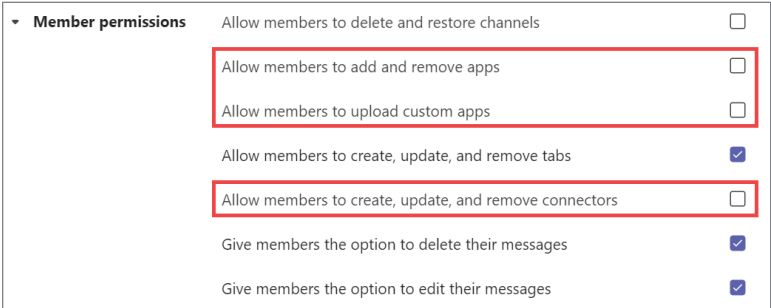 Member permissions
Allow members to delete and restore channels
Allow members to add and remove apps
Allow members to upload custom apps
Allow members to create, update, and remove tabs
Allow members to create, update, and remove connectors
Give members the option to delete their messages
Give members the option to edit their messages